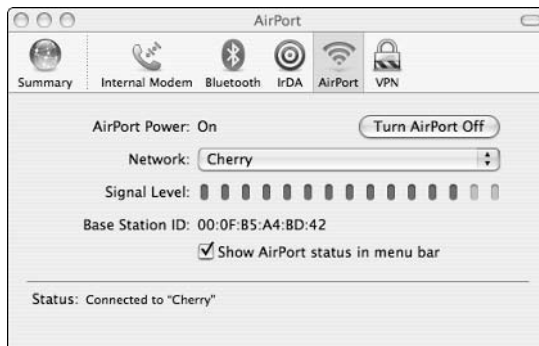 AirPort
Summary Internal Modem Bluetooth IrDA AirPort VPN
AirPort Power: On Turn AirPort Off
Network: Cherry
Signal Level:
Base Station ID: 00:0F:B5:A4:BD:42
Show AirPort status in menu bar
Status: Connected to "Cherry"